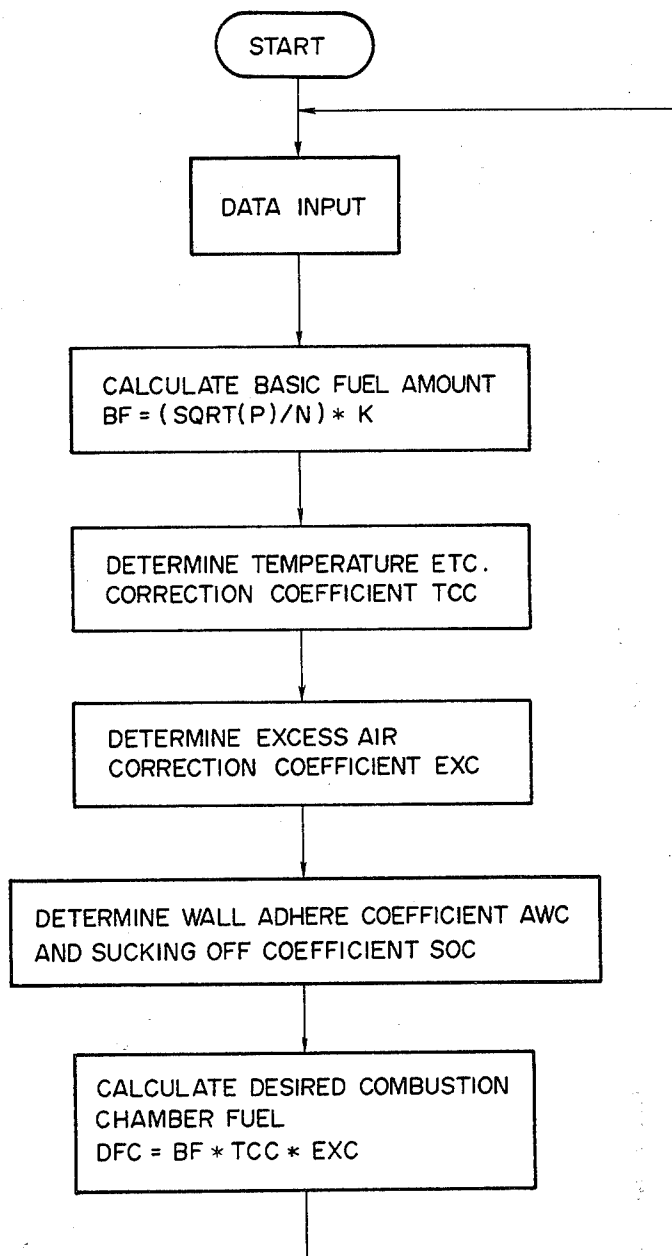 START
DATA INPUT
CALCULATE BASIC FUEL AMOUNT
BF = (SQRT(P)/N) * K
DETERMINE TEMPERATURE ETC.
CORRECTION COEFFICIENT TCC
DETERMINE EXCESS AIR
CORRECTION COEFFICIENT EXC
DETERMINE WALL ADHERE COEFFICIENT AWC
AND SUCKING OFF COEFFICIENT SOC
CALCULATE DESIRED COMBUSTION
CHAMBER FUEL
DFC = BF * TCC * EXC